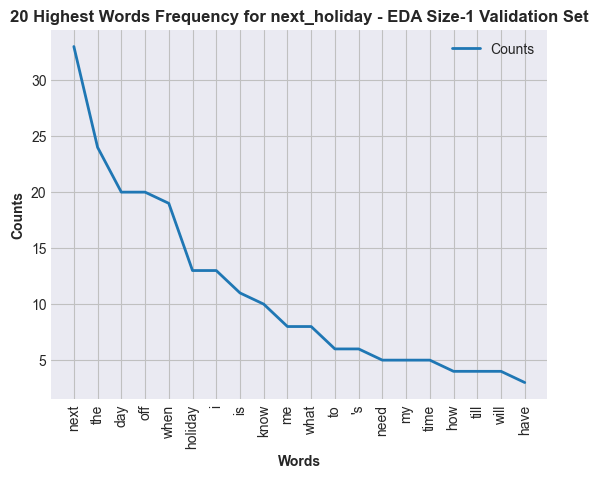 20 Highest Words Frequency for next_holiday - EDA Size-1 Validation Set
Counts
30
25
20
15
10
5
Counts
next
the
day
off
when
holiday
i
is
know
me
what
to
's
need
my
time
how
till
will
have
Words